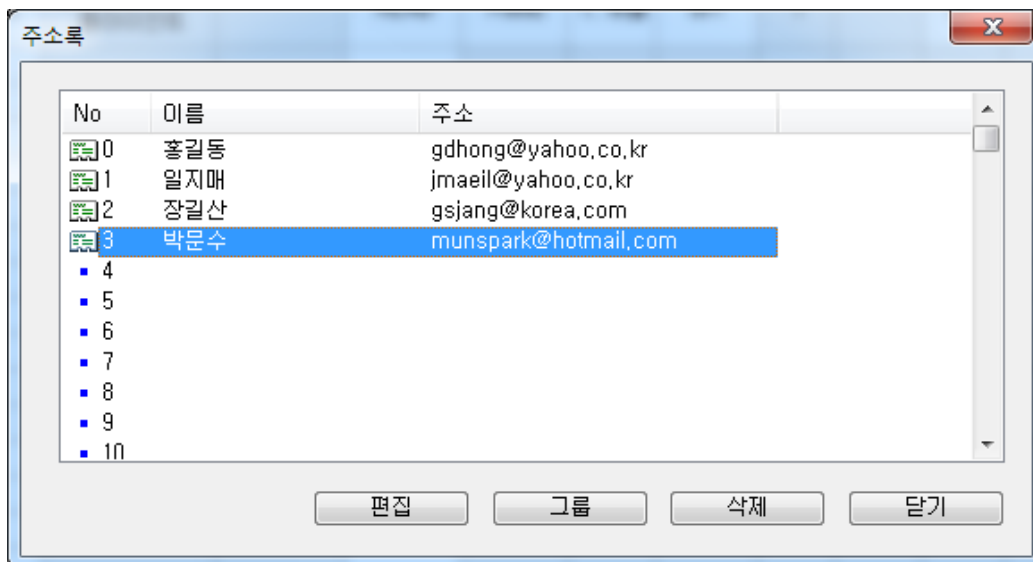 주소록
No 이름 주소
0 홍길동 gdhong@yahoo.co.kr
1 일지매 jmaeil@yahoo.co.kr
2 장길산 gsjang@korea.com
3 박문수 munspark@hotmail.com
4
5
6
7
8
9
10
편집 그룹 삭제 닫기